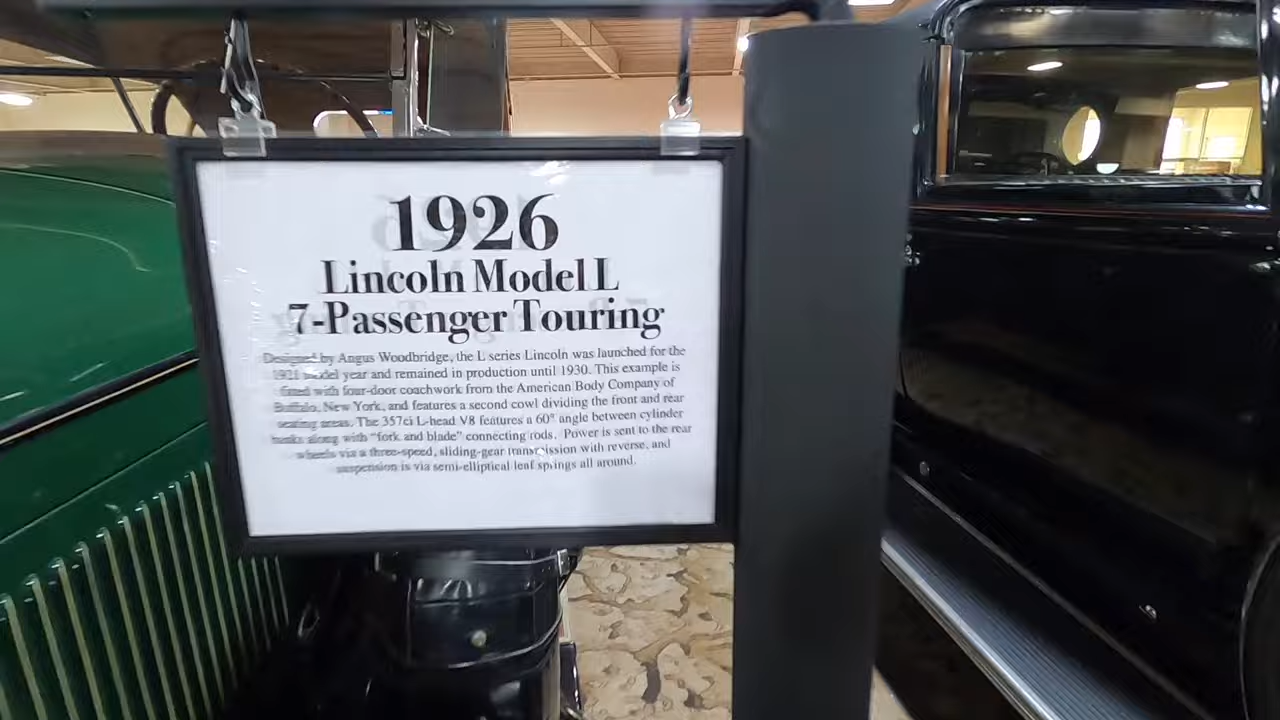 1926
Lincoln Model L
7-Passenger Touring
Designed by Angus Woodbridge, the L series Lincoln was launched for the
1921 model year and remained in production until 1930. This example is
fitted with four-door coachwork from the American Body Company of
Buffalo, New York, and features a second cowl dividing the front and rear
seating areas. The 357ci L-head V8 features a 60° angle between cylinder
banks along with "fork and blade" connecting rods. Power is sent to the rear
wheels via a three-speed, sliding-gear transmission with reverse, and
suspension is via semi-elliptical leaf springs all around.